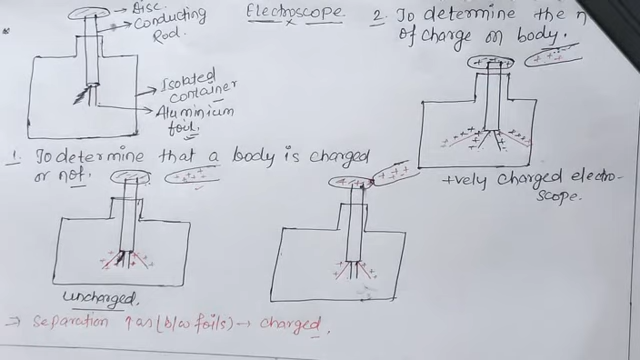 Disc.
Conducting
Rod.
Isolated
container
Aluminium
foil.
Electroscope.
2. To determine the n
of charge on body.
+vely charged electro-
scope.
1. To determine that a body is charged
or not.
uncharged.
⇒ Separation ↑as (b/w foils) → charged.